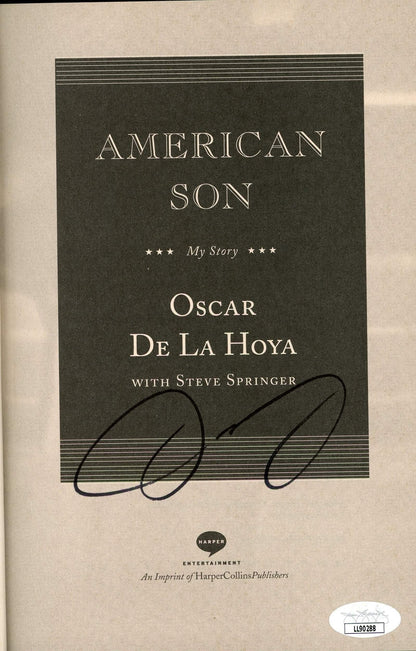 AMERICAN
SON
★★★ My Story ★★★
OSCAR
DE LA HOYA
WITH STEVE SPRINGER
HARPER
ENTERTAINMENT
An Imprint of HarperCollinsPublishers
LL90288